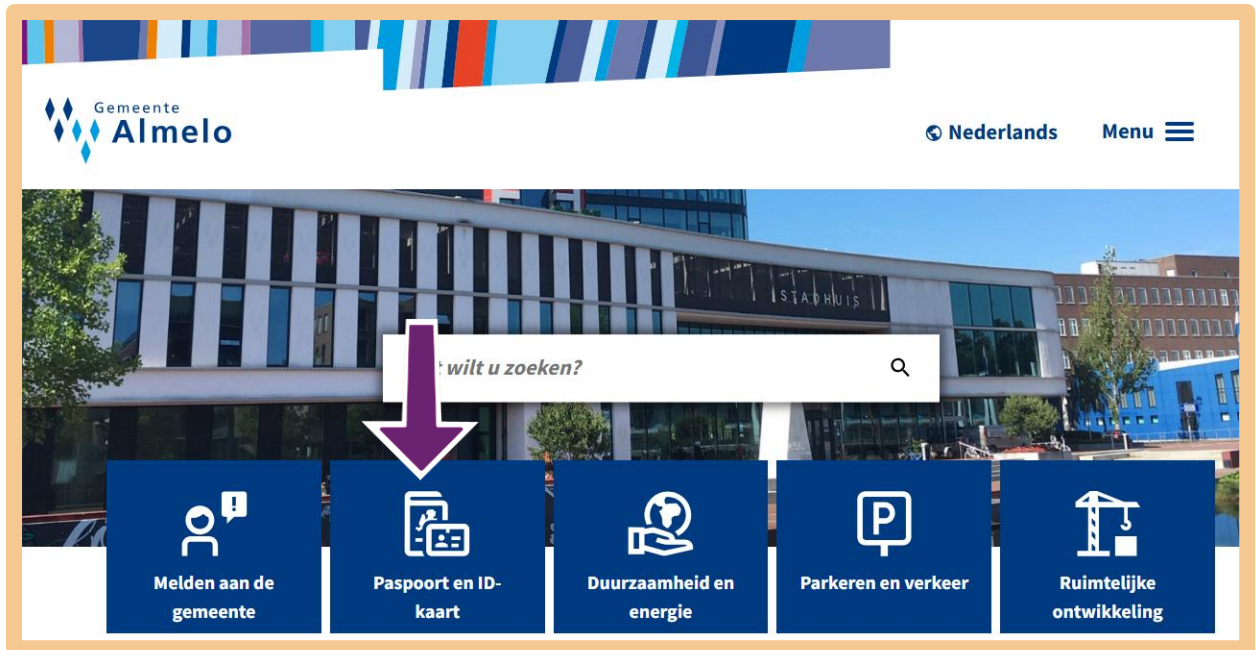 Gemeente
Almelo
Nederlands
Menu
STADHUIS
wilt u zoeken?
Melden aan de
gemeente
Paspoort en ID-
kaart
Duurzaamheid en
energie
P
Parkeren en verkeer
Ruimtelijke
ontwikkeling